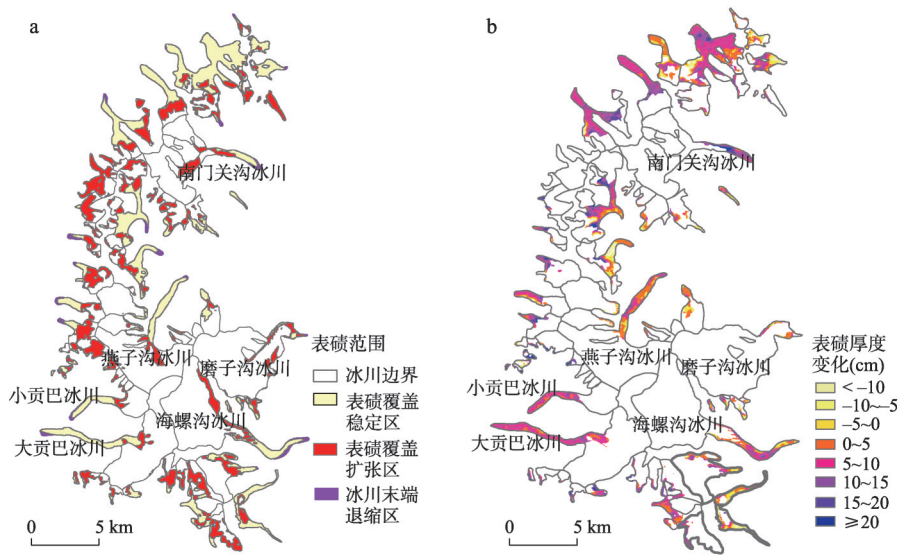 a
南门关沟冰川
燕子沟冰川
磨子沟冰川
小贡巴冰川
海螺沟冰川
大贡巴冰川
表碛范围
冰川边界
表碛覆盖
稳定区
表碛覆盖
扩张区
冰川末端
退缩区
0 5 km
b
南门关沟冰川
燕子沟冰川
磨子沟冰川
小贡巴冰川
海螺沟冰川
大贡巴冰川
表碛厚度
变化(cm)
< –10
–10~–5
–5~0
0~5
5~10
10~15
15~20
≥20
0 5 km